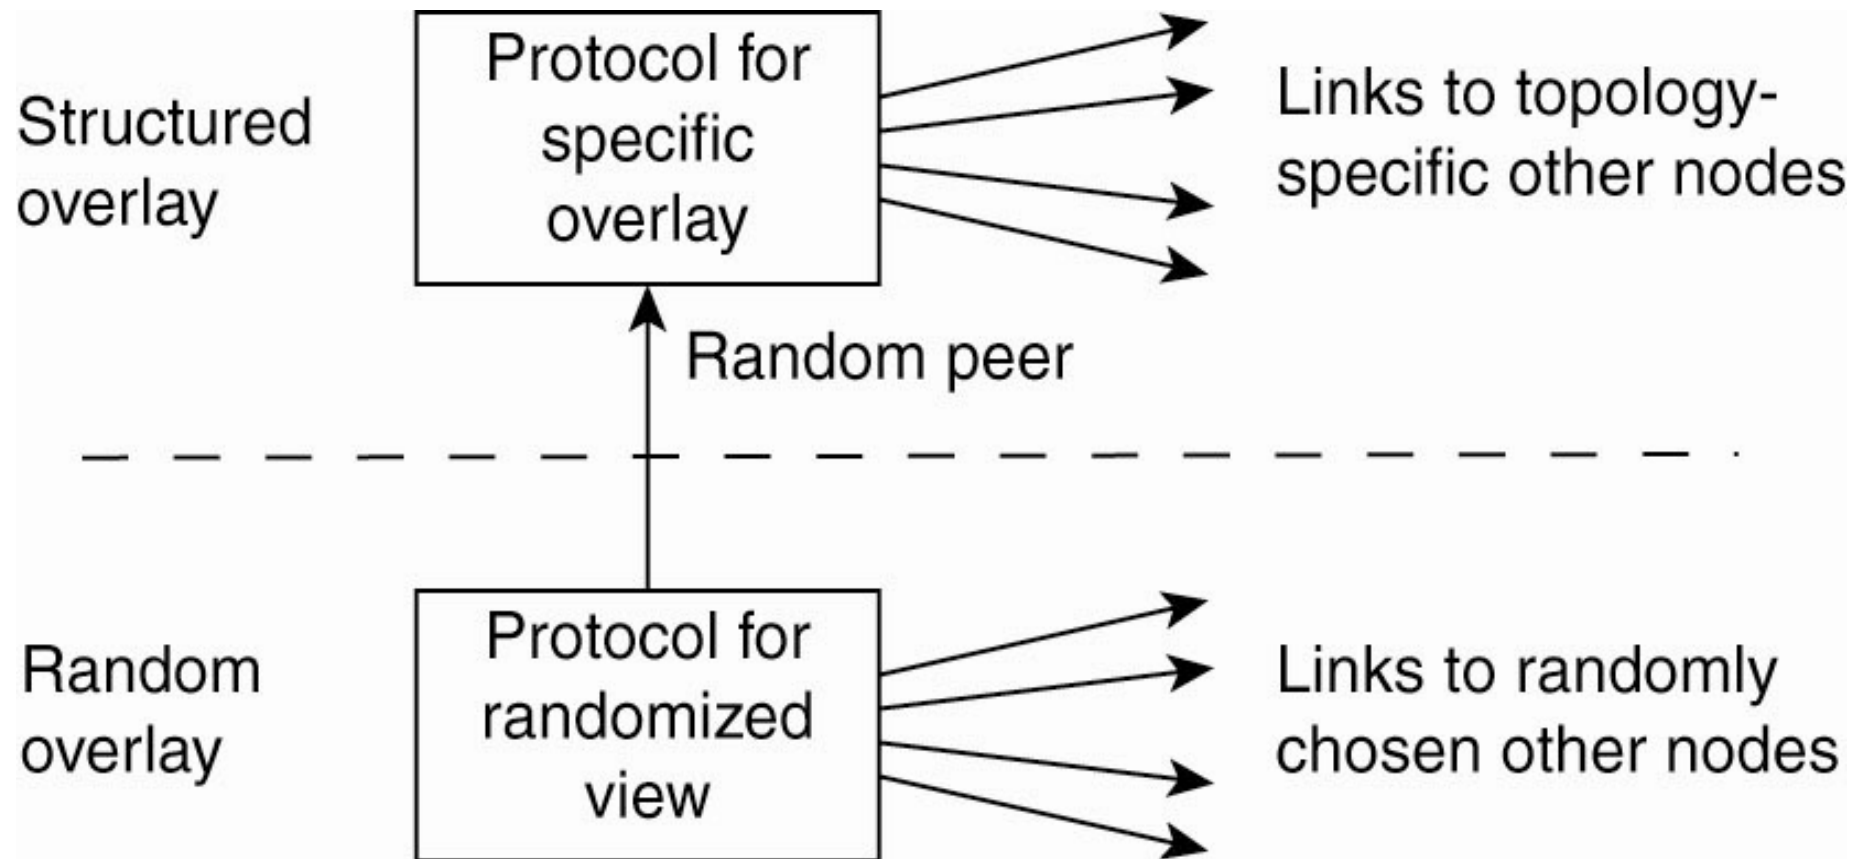 Structured
overlay
Protocol for
specific
overlay
Links to topology-
specific other nodes
Random peer
Random
overlay
Protocol for
randomized
view
Links to randomly
chosen other nodes